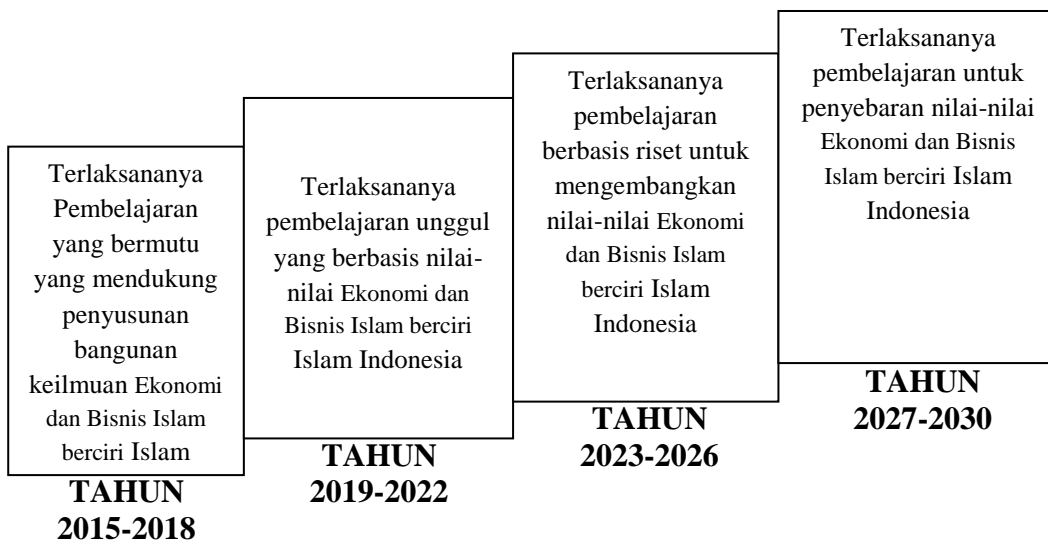 Terlaksananya
Pembelajaran
yang bermutu
yang mendukung
penyusunan
bangunan
keilmuan Ekonomi
dan Bisnis Islam
berciri Islam
TAHUN
2015-2018
Terlaksananya
pembelajaran unggul
yang berbasis nilai-
nilai Ekonomi dan
Bisnis Islam berciri
Islam Indonesia
TAHUN
2019-2022
Terlaksananya
pembelajaran
berbasis riset untuk
mengembangkan
nilai-nilai Ekonomi
dan Bisnis Islam
berciri Islam
Indonesia
TAHUN
2023-2026
Terlaksananya
pembelajaran untuk
penyebaran nilai-nilai
Ekonomi dan Bisnis
Islam berciri Islam
Indonesia
TAHUN
2027-2030